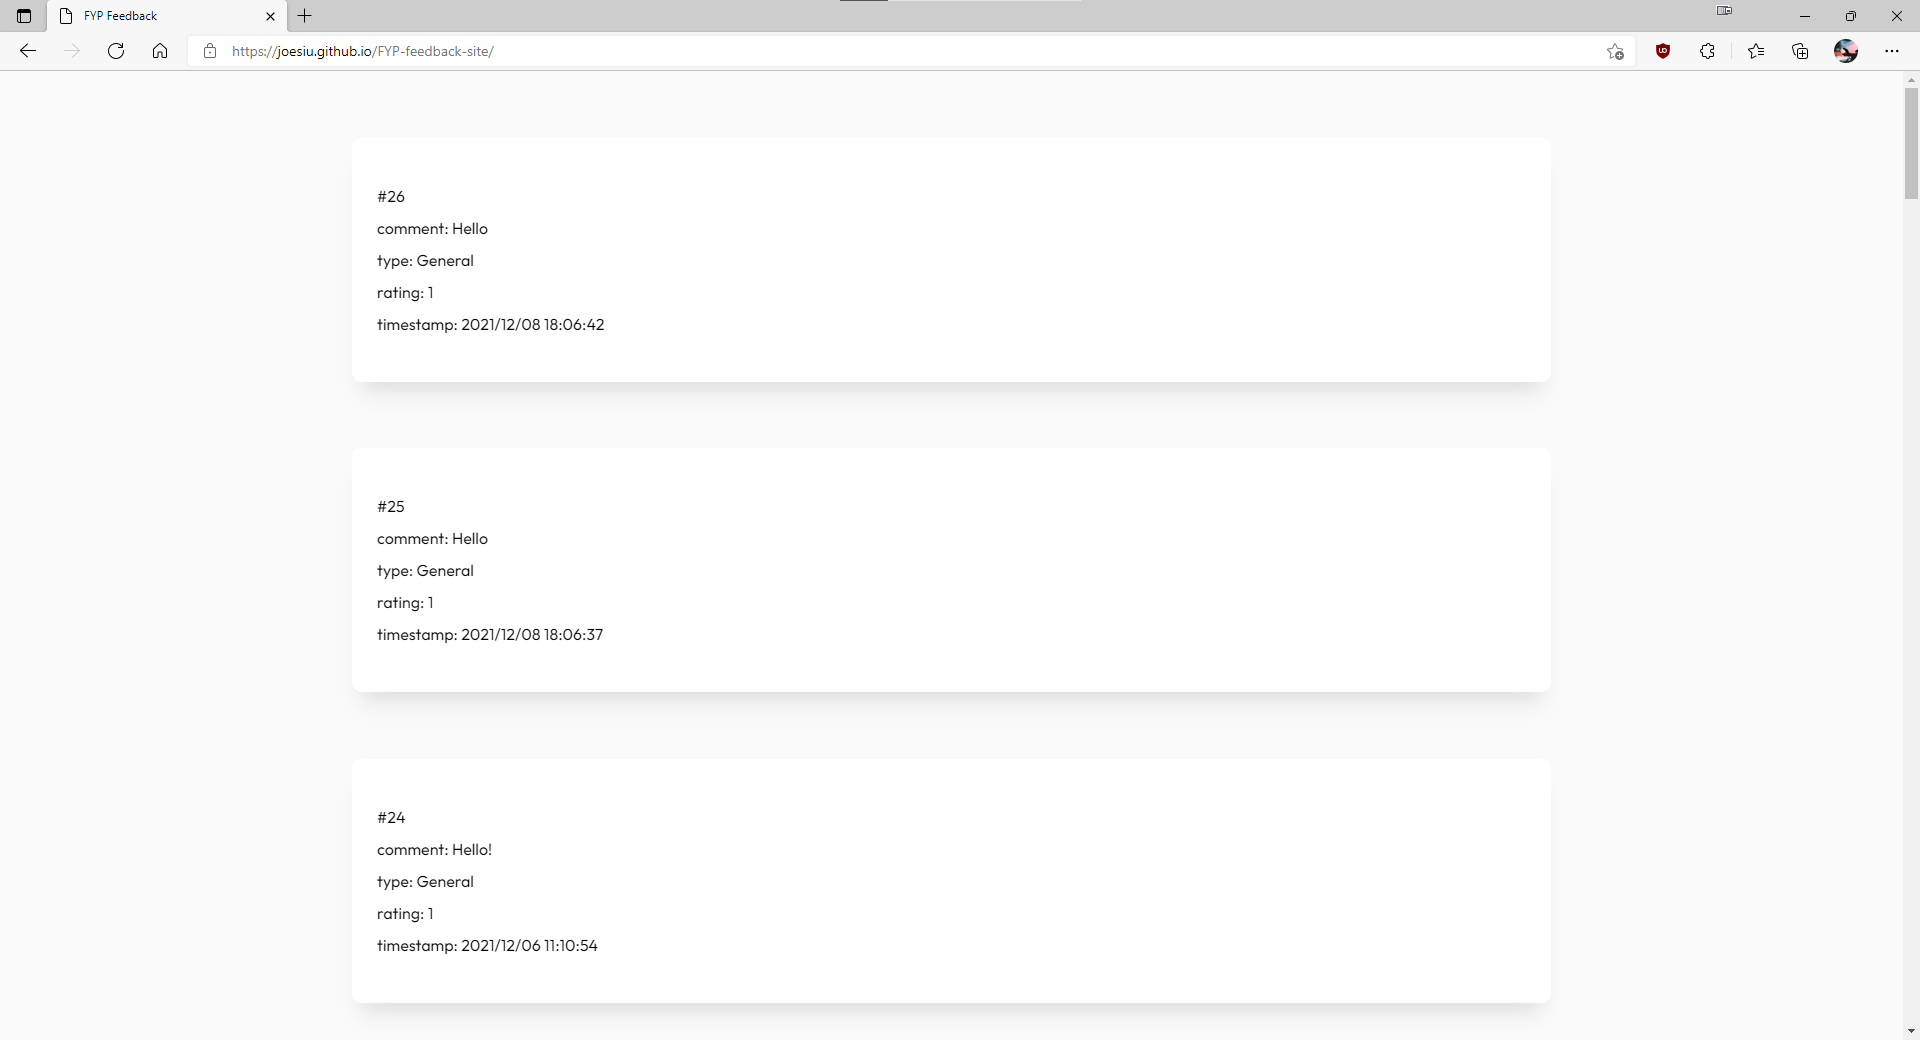 FYP Feedback
https://joesiu.github.io/FYP-feedback-site/
#26
comment: Hello
type: General
rating: 1
timestamp: 2021/12/08 18:06:42
#25
comment: Hello
type: General
rating: 1
timestamp: 2021/12/08 18:06:37
#24
comment: Hello!
type: General
rating: 1
timestamp: 2021/12/06 11:10:54